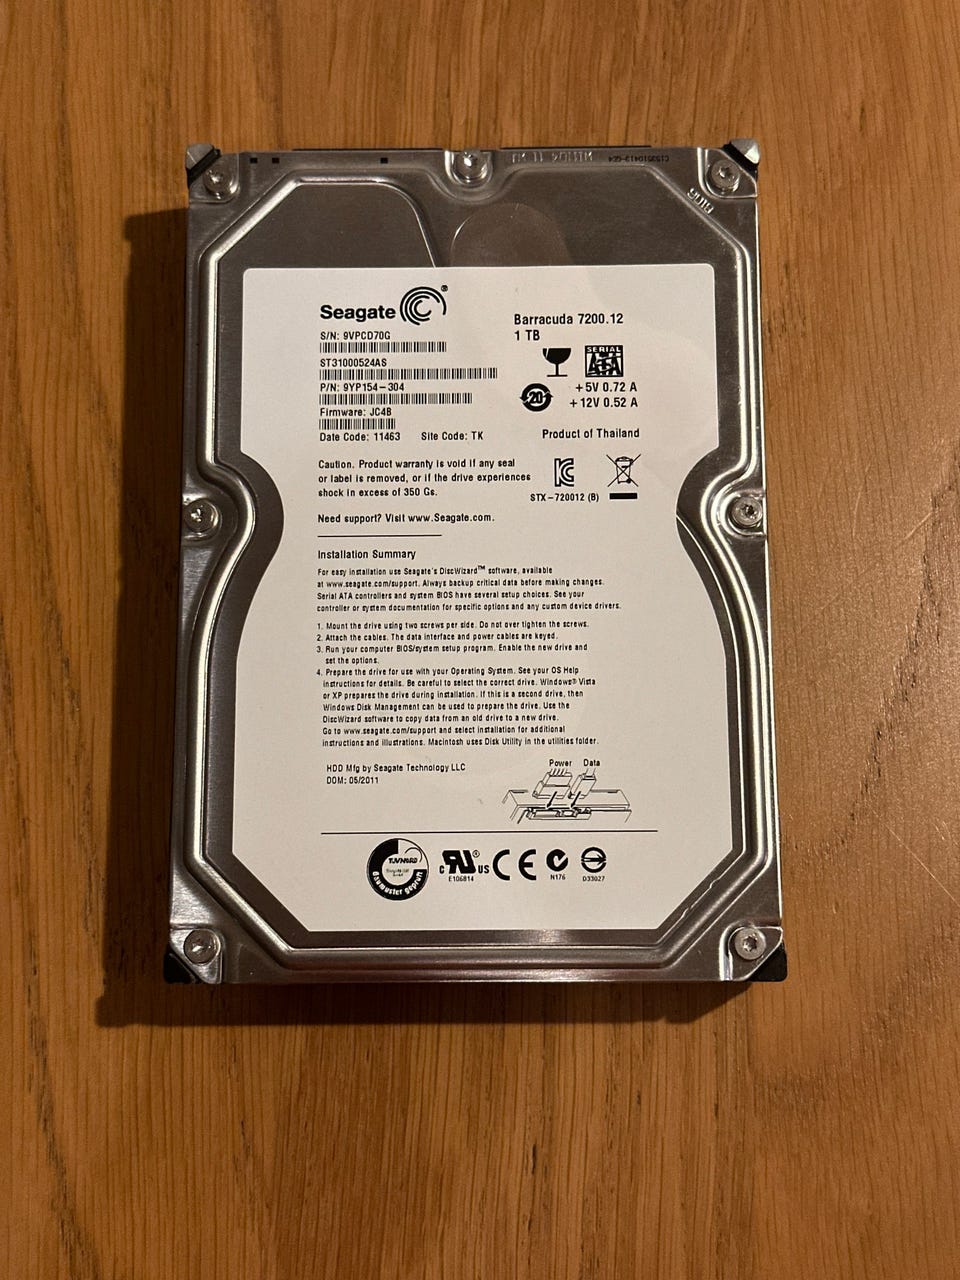 Seagate®
S/N: 9VPCD70G
ST31000524AS
P/N: 9YP154-304
Firmware: JC4B
Date Code: 11463 Site Code: TK
Barracuda 7200.12
1 TB
SERIAL
ATA
20
+5V 0.72 A
+12V 0.52 A
Product of Thailand
Caution. Product warranty is void if any seal
or label is removed, or if the drive experiences
shock in excess of 350 Gs.
STX-720012 (B)
Need support? Visit www.Seagate.com.
Installation Summary
For easy installation use Seagate's DiscWizard™ software, available
at www.seagate.com/support. Always backup critical data before making changes.
Serial ATA controllers and system BIOS have several setup choices. See your
controller or system documentation for specific options and any custom device drivers.
1. Mount the drive using two screws per side. Do not over tighten the screws.
2. Attach the cables. The data interface and power cables are keyed.
3. Run your computer BIOS/system setup program. Enable the new drive and
set the options.
4. Prepare the drive for use with your Operating System. See your OS Help
instructions for details. Be careful to select the correct drive. Windows® Vista
or XP prepares the drive during installation. If this is a second drive, then
Windows Disk Management can be used to prepare the drive. Use the
DiscWizard software to copy data from an old drive to a new drive.
Go to www.seagate.com/support and select installation for additional
instructions and illustrations. Macintosh uses Disk Utility in the utilities folder.
HDD Mfg by Seagate Technology LLC
DOM: 05/2011
Power Data
TUVNORD
Baumuster geprüft
c RU® US
E106814
CE
N176
D33027